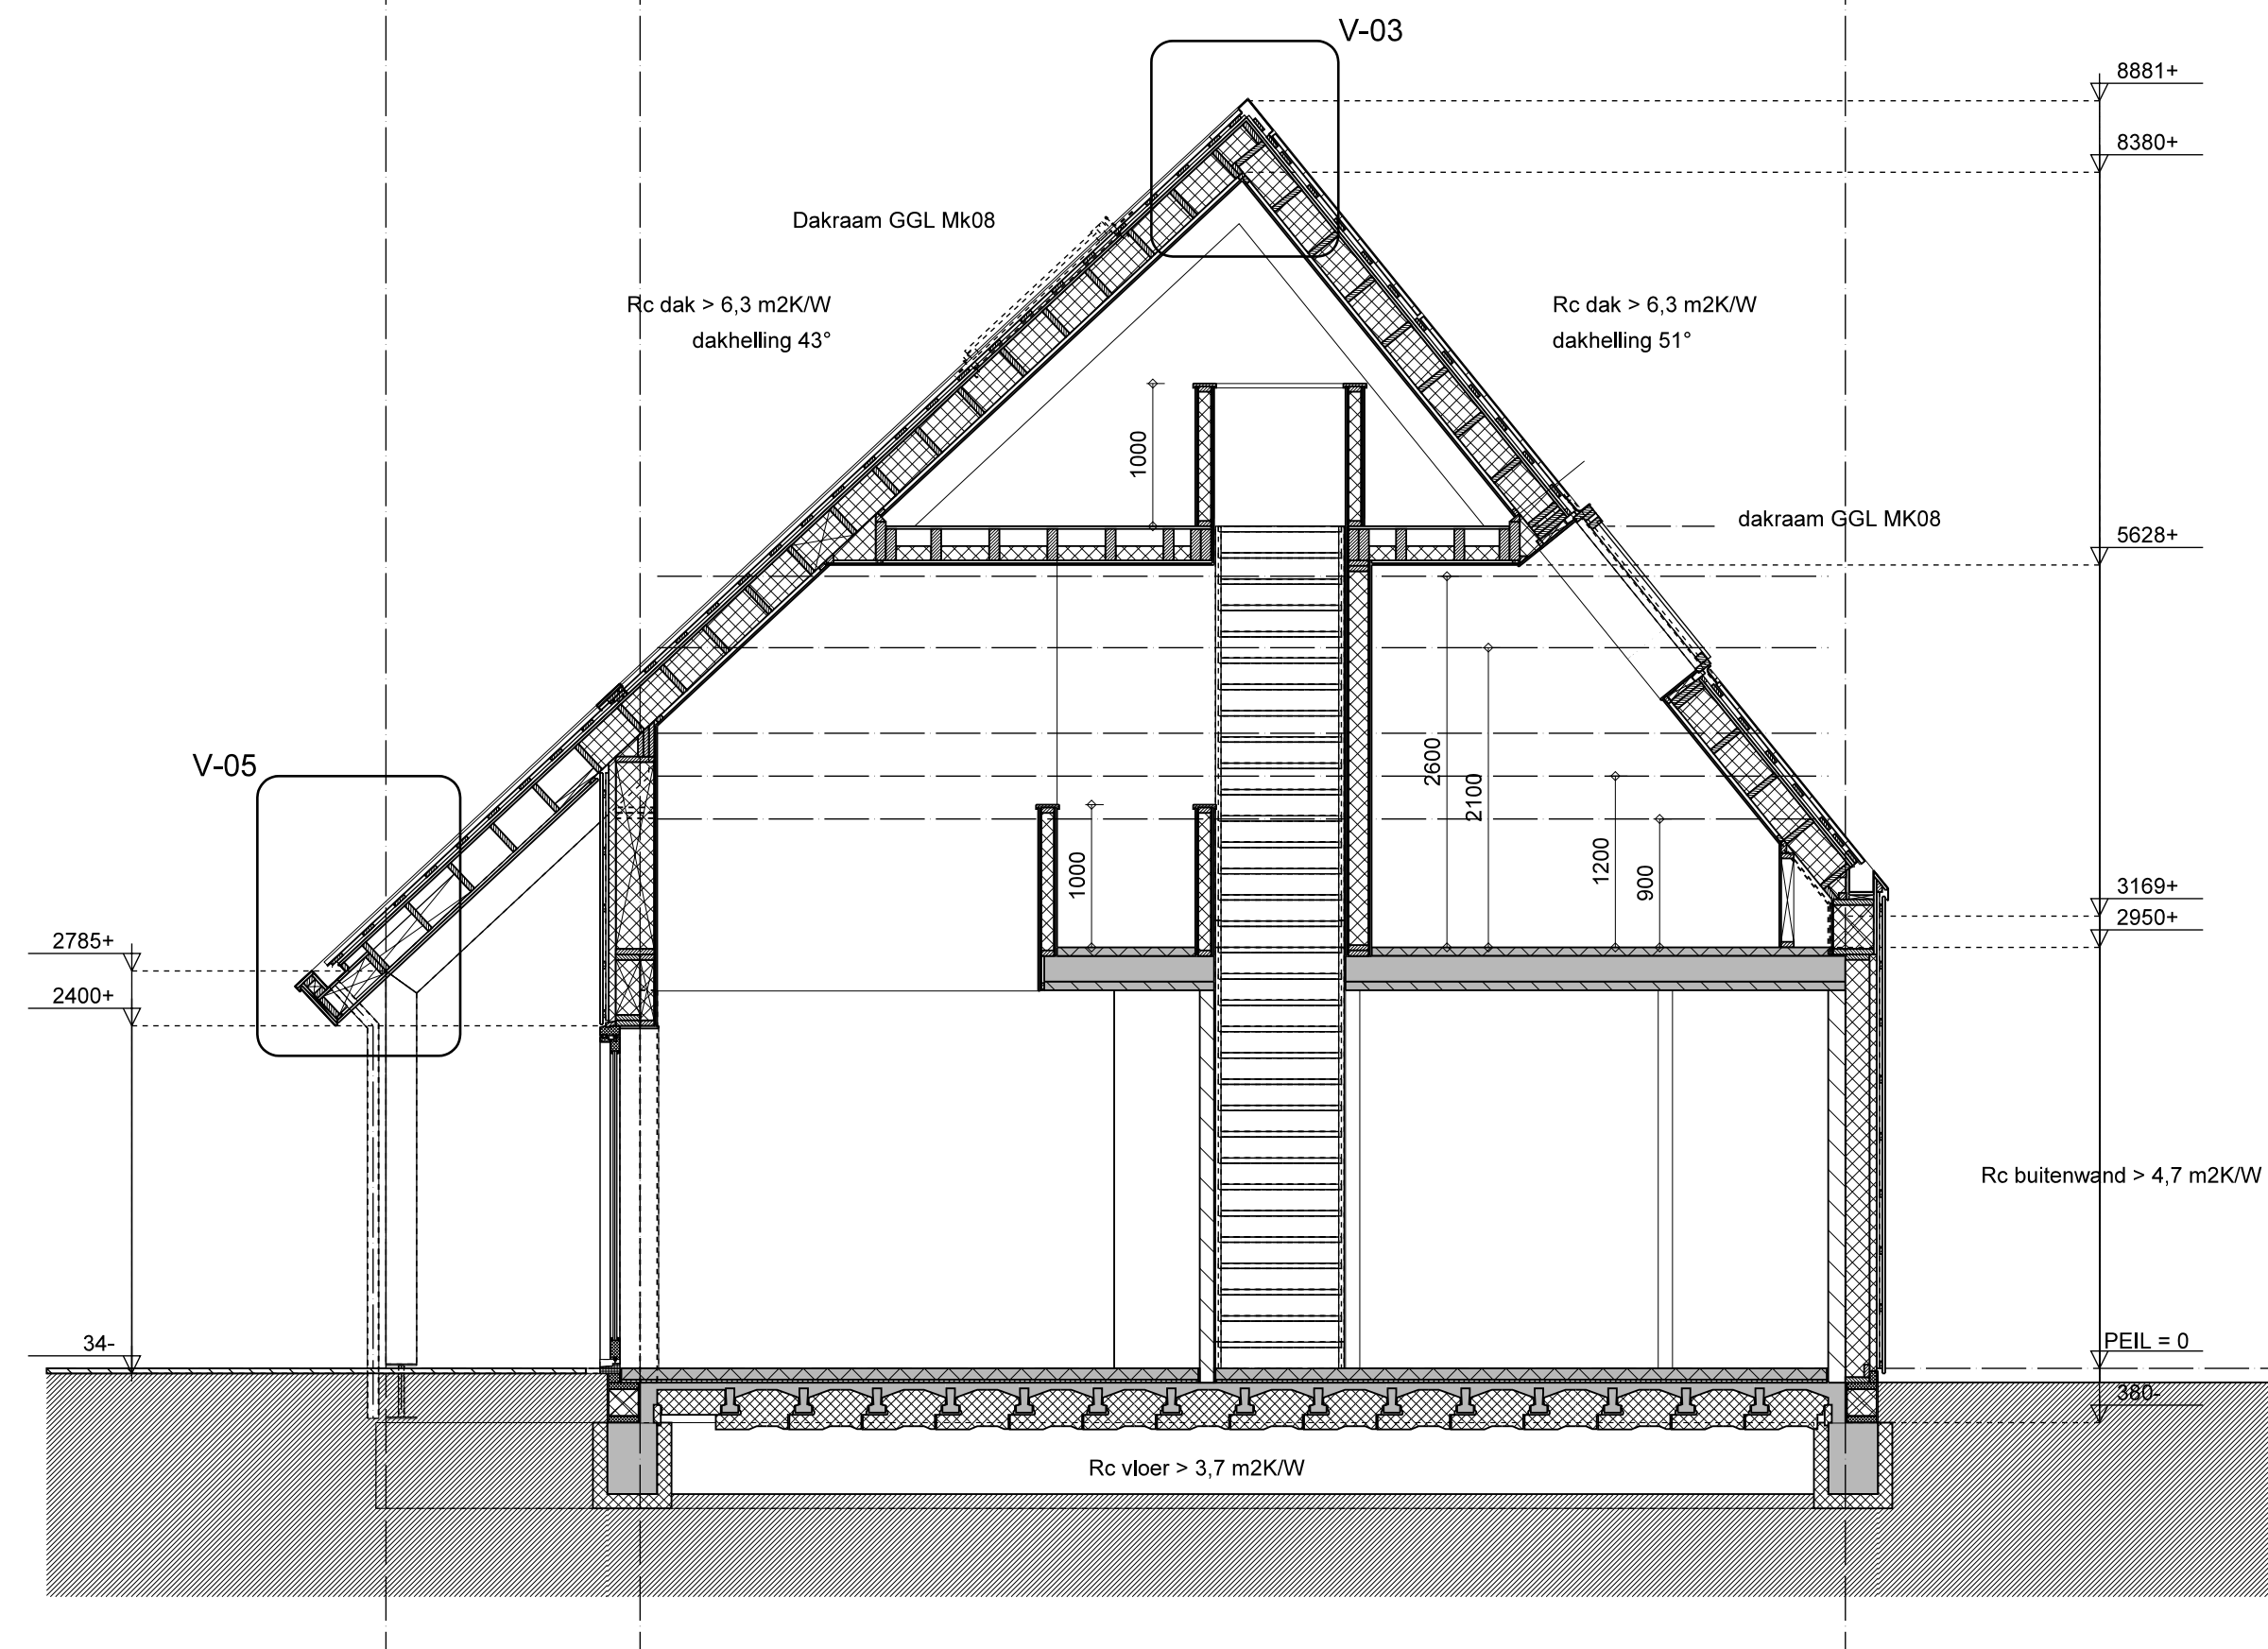 V-03
8881+
8380+
Dakraam GGL Mk08
Rc dak > 6,3 m2K/W
dakhelling 43°
Rc dak > 6,3 m2K/W
dakhelling 51°
1000
dakraam GGL MK08
5628+
V-05
2600
2100
1200
900
1000
3169+
2950+
2785+
2400+
Rc buitenwand > 4,7 m2K/W
34-
PEIL = 0
380-
Rc vloer > 3,7 m2K/W